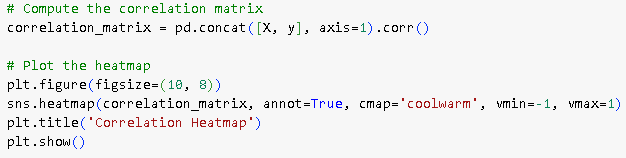 # Compute the correlation matrix
correlation_matrix = pd.concat([X, y], axis=1).corr()
# Plot the heatmap
plt.figure(figsize=(10, 8))
sns.heatmap(correlation_matrix, annot=True, cmap='coolwarm', vmin=-1, vmax=1)
plt.title('Correlation Heatmap')
plt.show()